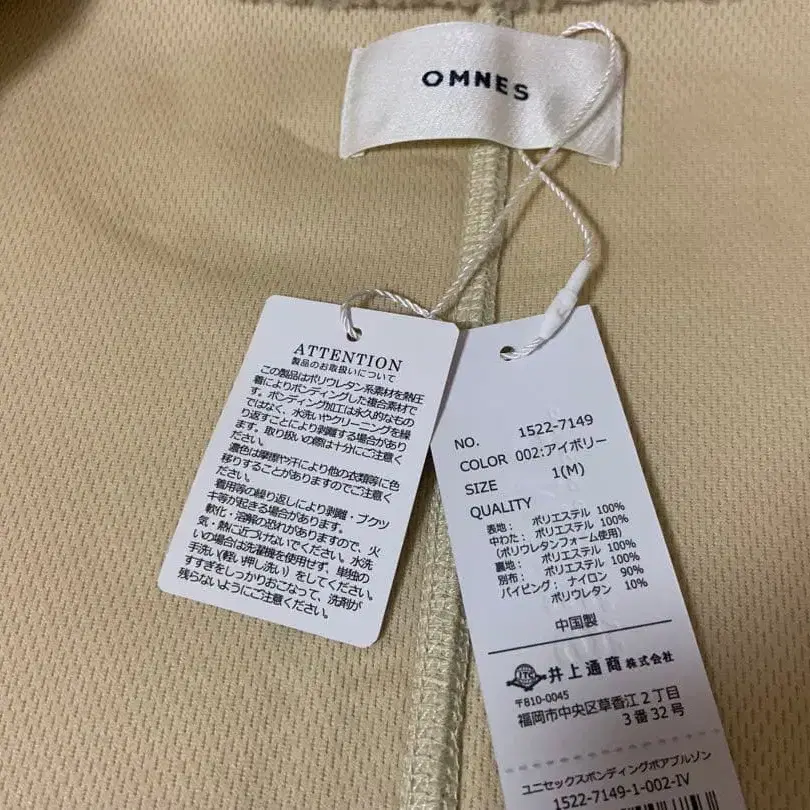 OMNES
ATTENTION
製品のお取扱いについて
この製品はポリウレタン系素材を熱圧
着によりボンディングした複合素材で
す。ボンディング加工は永久的なもの
ではなく、水洗いやクリーニングを繰
り返すことにより剥離する場合があり
ます。取り扱いの際は十分にご注意く
ださい。
濃色は摩擦や汗により他の衣類等に色
移りすることがありますのでご注意く
ださい。
着用等の繰り返しにより剥離・ブクツ
キ等が起きる場合があります。
軟化・溶解の恐れがありますので、火
気・熱に近づけないでください。水洗
いの場合は洗濯機を使用せず、単独の
手洗い(軽い押し洗い)をしてください。
すすぎをしっかりおこなって、洗剤が
残らないようにご注意ください。
NO. 1522-7149
COLOR 002:アイボリー
SIZE 1(M)
QUALITY
表地: ポリエステル 100%
中わた: ポリエステル 100%
(ポリウレタンフォーム使用)
裏地: ポリエステル 100%
別布: ポリエステル 100%
パイピング: ナイロン 90%
ポリウレタン 10%
中国製
ITC 井上通商株式会社
〒810-0045
福岡市中央区草香江2丁目
3番32号
ユニセックスボンディングボアブルゾン
1522-7149-1-002-IV